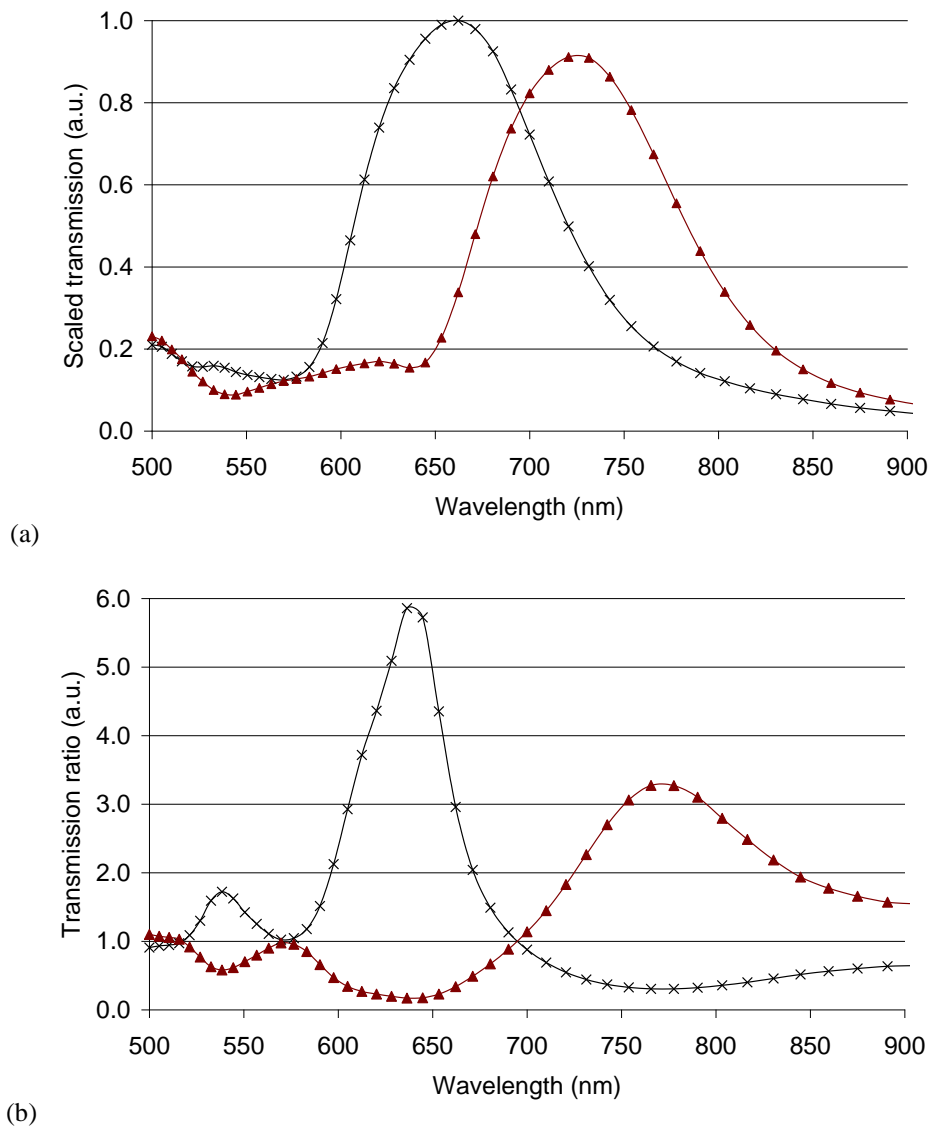 1.0
0.8
0.6
0.4
0.2
0.0
Scaled transmission (a.u.)
500 550 600 650 700 750 800 850 900
Wavelength (nm)
(a)
6.0
5.0
4.0
3.0
2.0
1.0
0.0
Transmission ratio (a.u.)
500 550 600 650 700 750 800 850 900
Wavelength (nm)
(b)